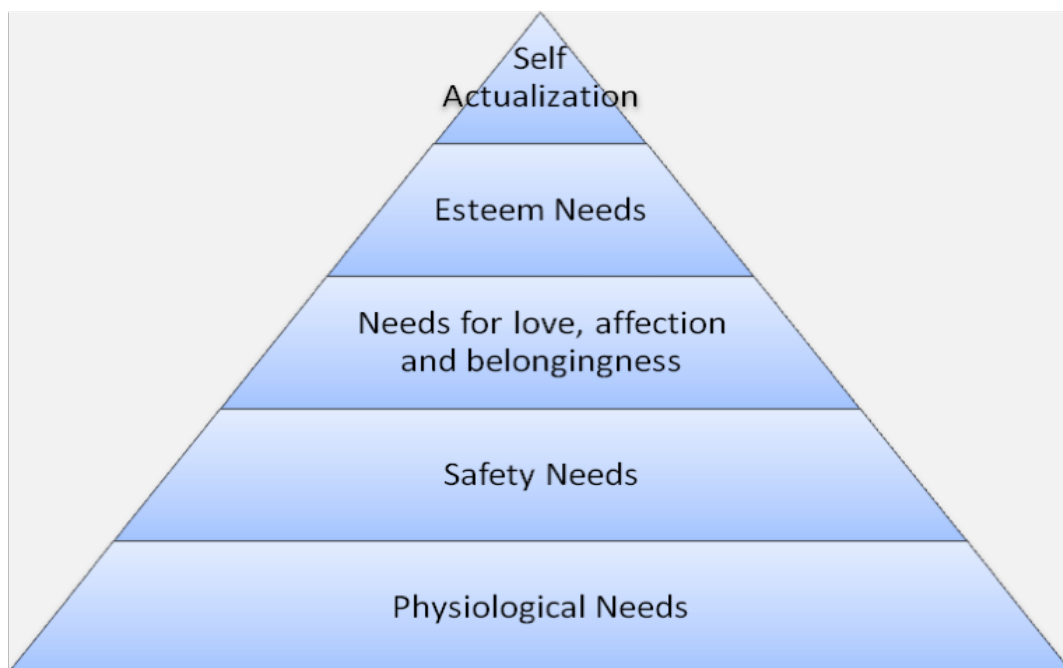 Self
Actualization
Esteem Needs
Needs for love, affection
and belongingness
Safety Needs
Physiological Needs